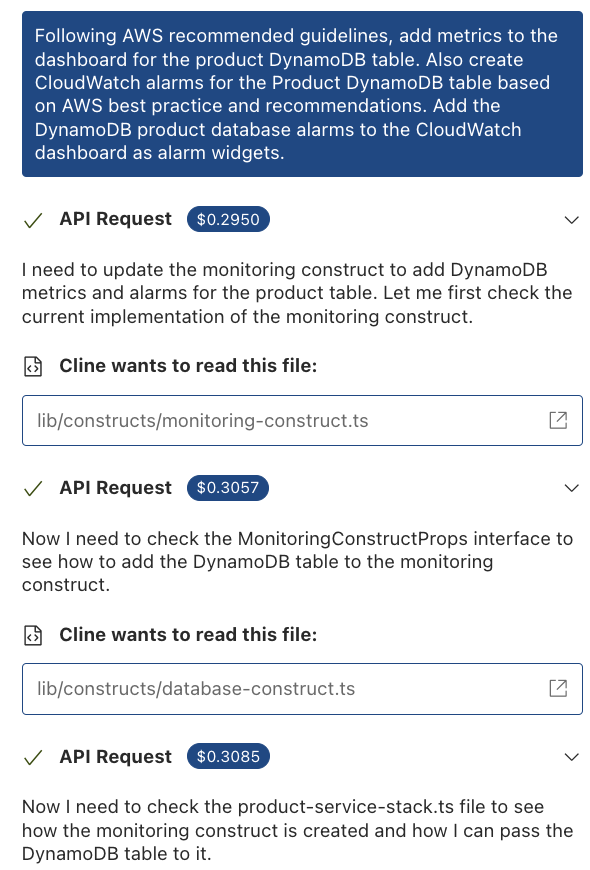 Following AWS recommended guidelines, add metrics to the
dashboard for the product DynamoDB table. Also create
CloudWatch alarms for the Product DynamoDB table based
on AWS best practice and recommendations. Add the
DynamoDB product database alarms to the CloudWatch
dashboard as alarm widgets.
API Request $0.2950
I need to update the monitoring construct to add DynamoDB
metrics and alarms for the product table. Let me first check the
current implementation of the monitoring construct.
Cline wants to read this file:
lib/constructs/monitoring-construct.ts
API Request $0.3057
Now I need to check the MonitoringConstructProps interface to
see how to add the DynamoDB table to the monitoring
construct.
Cline wants to read this file:
lib/constructs/database-construct.ts
API Request $0.3085
Now I need to check the product-service-stack.ts file to see
how the monitoring construct is created and how I can pass the
DynamoDB table to it.